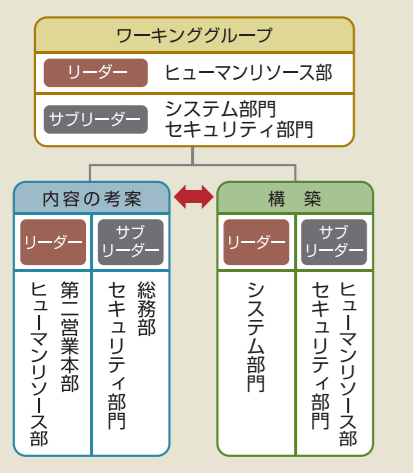 ワーキンググループ
リーダー
ヒューマンリソース部
サブリーダー
システム部門
セキュリティ部門
内容の考案
リーダー
サブ
リーダー
第二営業本部
ヒューマンリソース部
総務部
セキュリティ部門
構築
リーダー
サブ
リーダー
システム部門
ヒューマンリソース部
セキュリティ部門